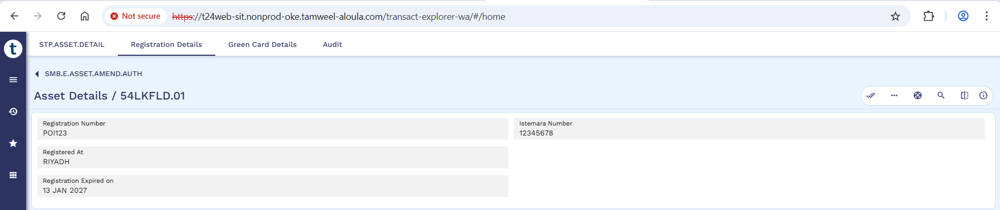 Not secure https://t24web-sit.nonprod-oke.tamweel-aloula.com/transact-explorer-wa/#/home
t
STP.ASSET.DETAIL Registration Details Green Card Details Audit
SMB.E.ASSET.AMEND.AUTH
Asset Details / 54LKFLD.01
Registration Number
POI123
Istemara Number
12345678
Registered At
RIYADH
Registration Expired on
13 JAN 2027